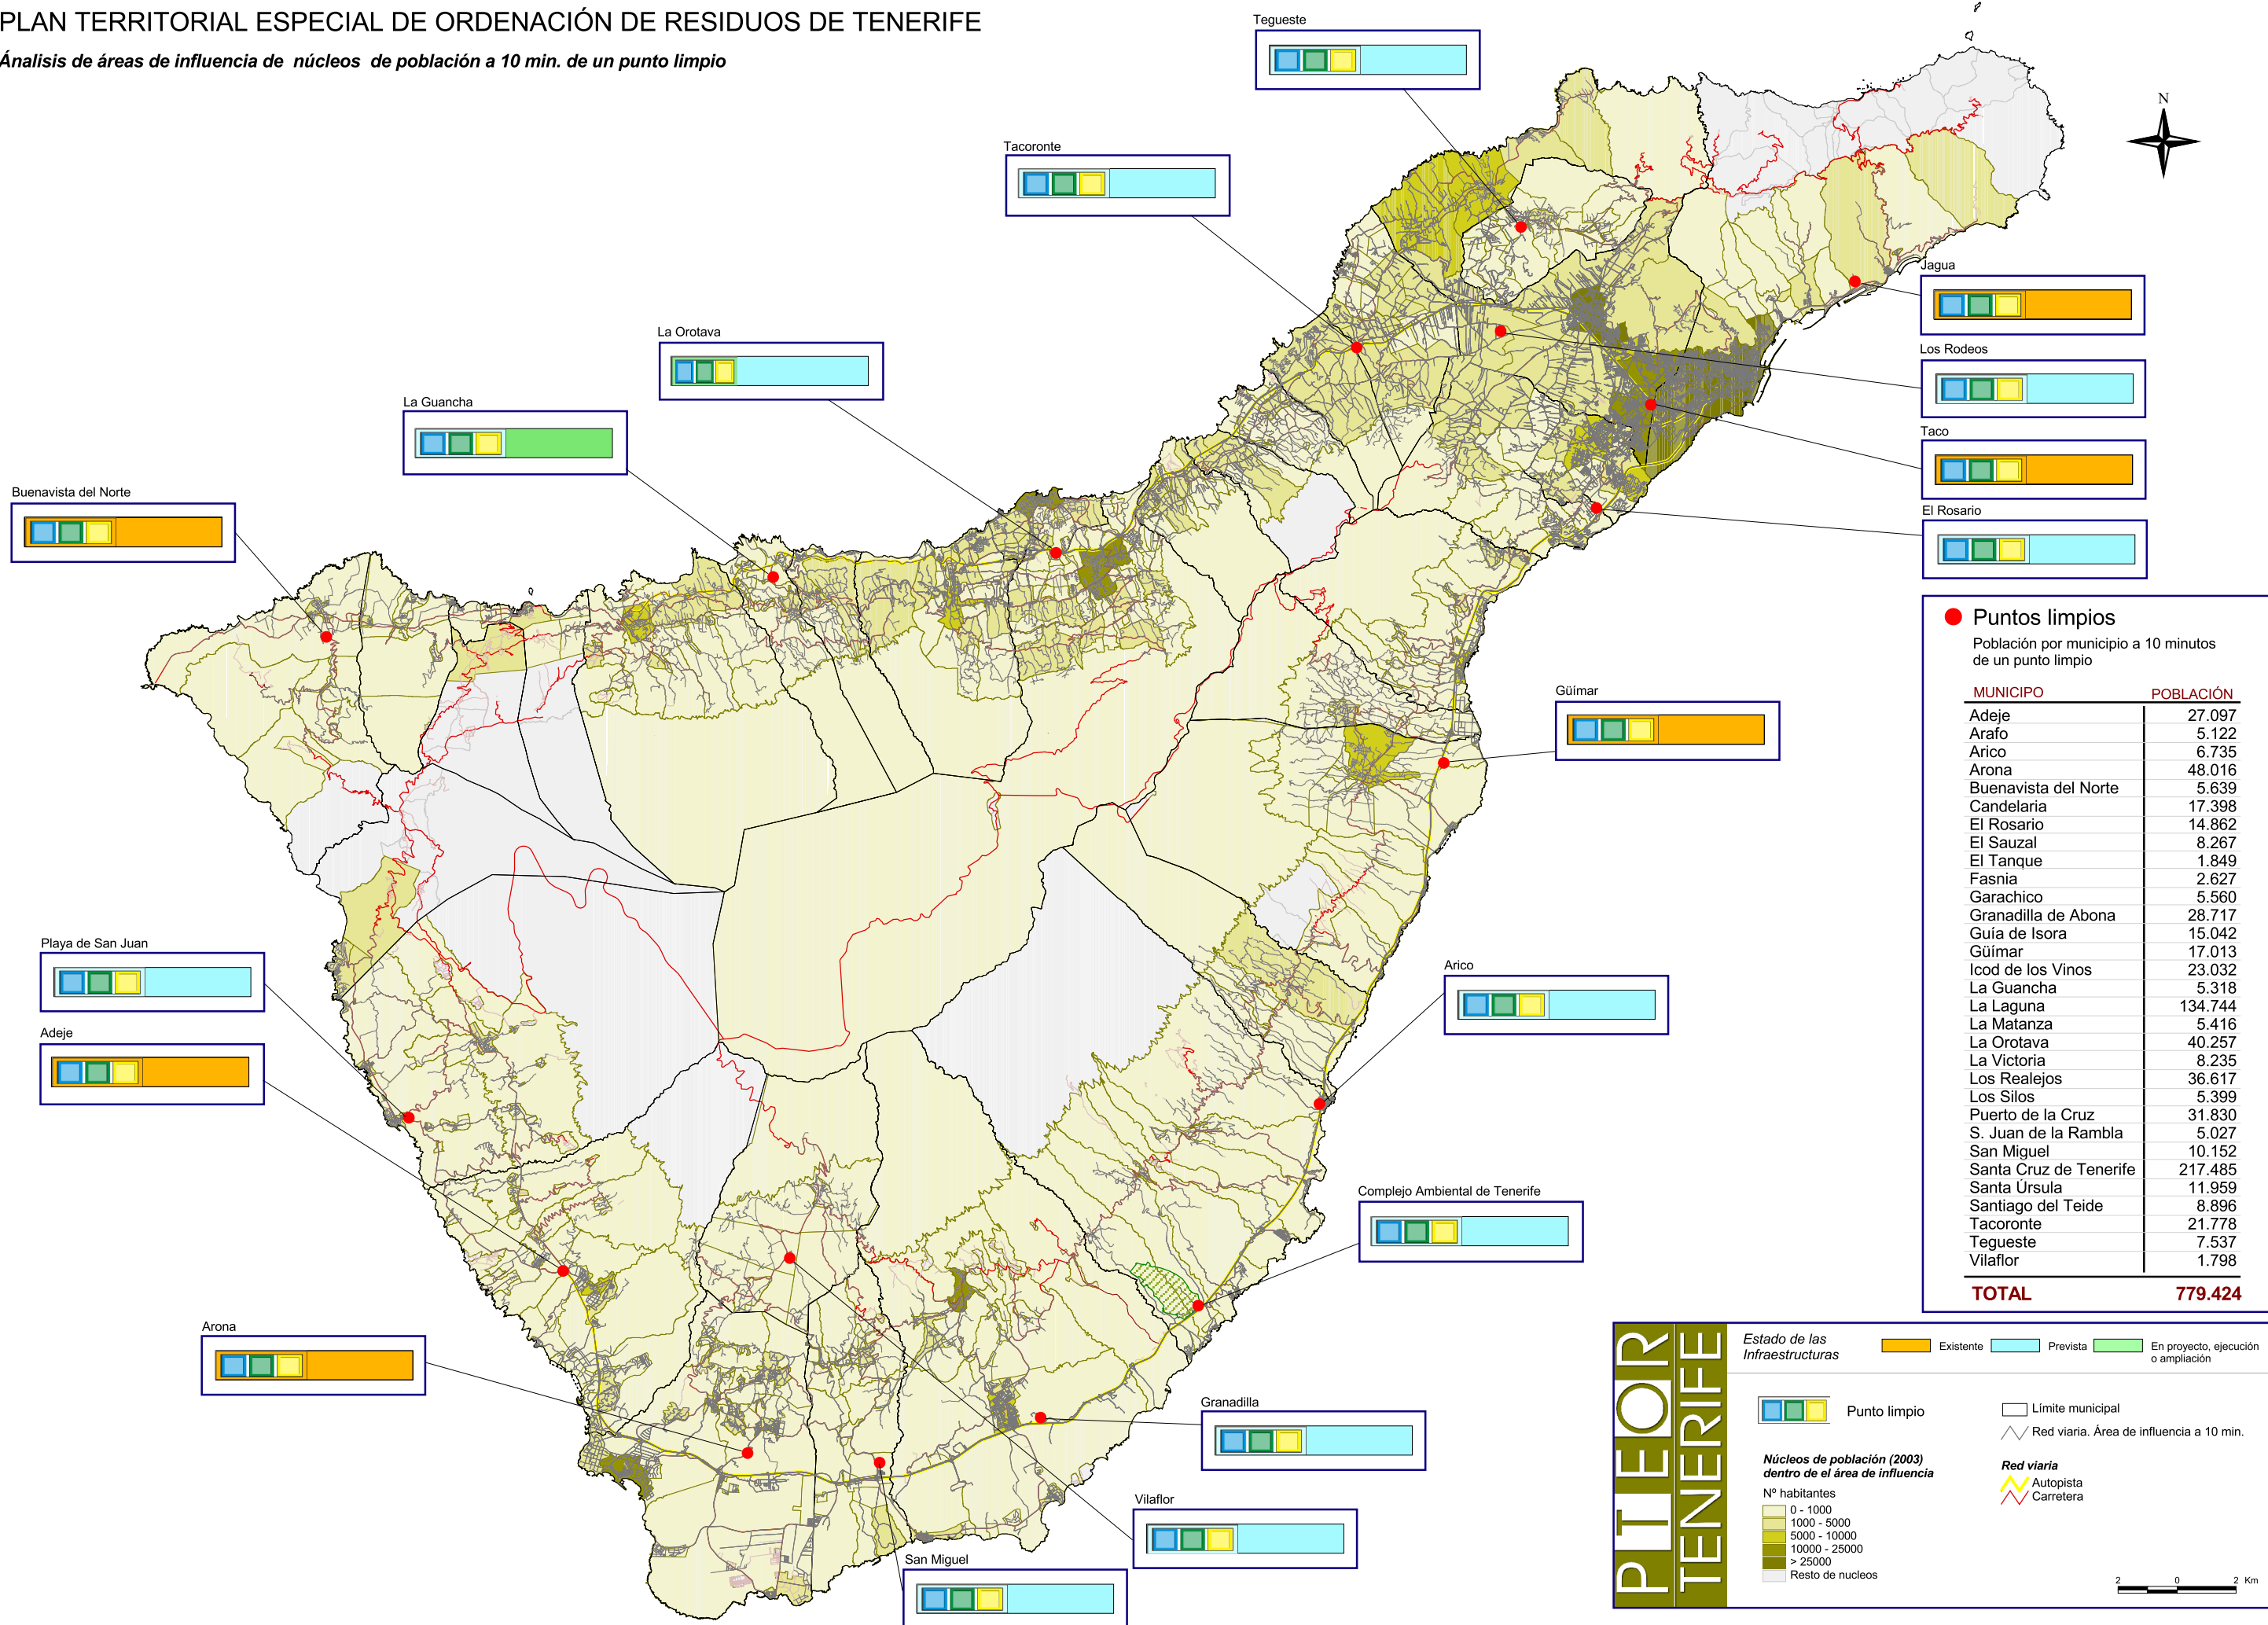 PLAN TERRITORIAL ESPECIAL DE ORDENACIÓN DE RESIDUOS DE TENERIFE
Ánalisis de áreas de influencia de núcleos de población a 10 min. de un punto limpio
Tegueste
Tacoronte
N
Jagua
La Orotava
Los Rodeos
La Guancha
Taco
Buenavista del Norte
El Rosario
Güímar
Playa de San Juan
Arico
Adeje
Complejo Ambiental de Tenerife
Arona
Granadilla
Vilaflor
San Miguel
Puntos limpios
Población por municipio a 10 minutos
de un punto limpio
MUNICIPO POBLACIÓN
Adeje 27.097
Arafo 5.122
Arico 6.735
Arona 48.016
Buenavista del Norte 5.639
Candelaria 17.398
El Rosario 14.862
El Sauzal 8.267
El Tanque 1.849
Fasnia 2.627
Garachico 5.560
Granadilla de Abona 28.717
Guía de Isora 15.042
Güímar 17.013
Icod de los Vinos 23.032
La Guancha 5.318
La Laguna 134.744
La Matanza 5.416
La Orotava 40.257
La Victoria 8.235
Los Realejos 36.617
Los Silos 5.399
Puerto de la Cruz 31.830
S. Juan de la Rambla 5.027
San Miguel 10.152
Santa Cruz de Tenerife 217.485
Santa Úrsula 11.959
Santiago del Teide 8.896
Tacoronte 21.778
Tegueste 7.537
Vilaflor 1.798
TOTAL 779.424
PTEOR
TENERIFE
Estado de las
Infraestructuras
Existente
Prevista
En proyecto, ejecución
o ampliación
Punto limpio
Límite municipal
Red viaria. Área de influencia a 10 min.
Núcleos de población (2003)
dentro de el área de influencia
Nº habitantes
0 - 1000
1000 - 5000
5000 - 10000
10000 - 25000
> 25000
Resto de nucleos
Red viaria
Autopista
Carretera
2 0 2 Km